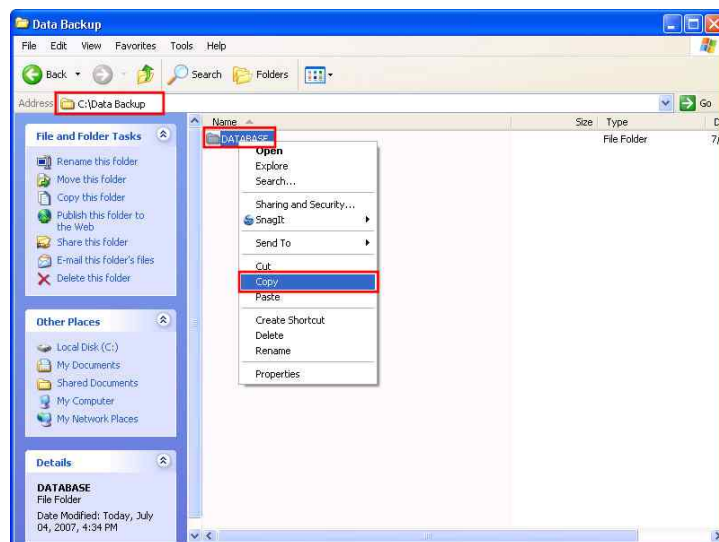 Data Backup
File Edit View Favorites Tools Help
Back Search Folders
Address C:\Data Backup Go
Name Size Type D
DATABASE File Folder 7/
File and Folder Tasks
Rename this folder
Move this folder
Copy this folder
Publish this folder to
the Web
Share this folder
E-mail this folder's files
Delete this folder
Other Places
Local Disk (C:)
My Documents
Shared Documents
My Computer
My Network Places
Details
DATABASE
File Folder
Date Modified: Today, July
04, 2007, 4:34 PM
Open
Explore
Search...
Sharing and Security...
SnagIt
Send To
Cut
Copy
Paste
Create Shortcut
Delete
Rename
Properties